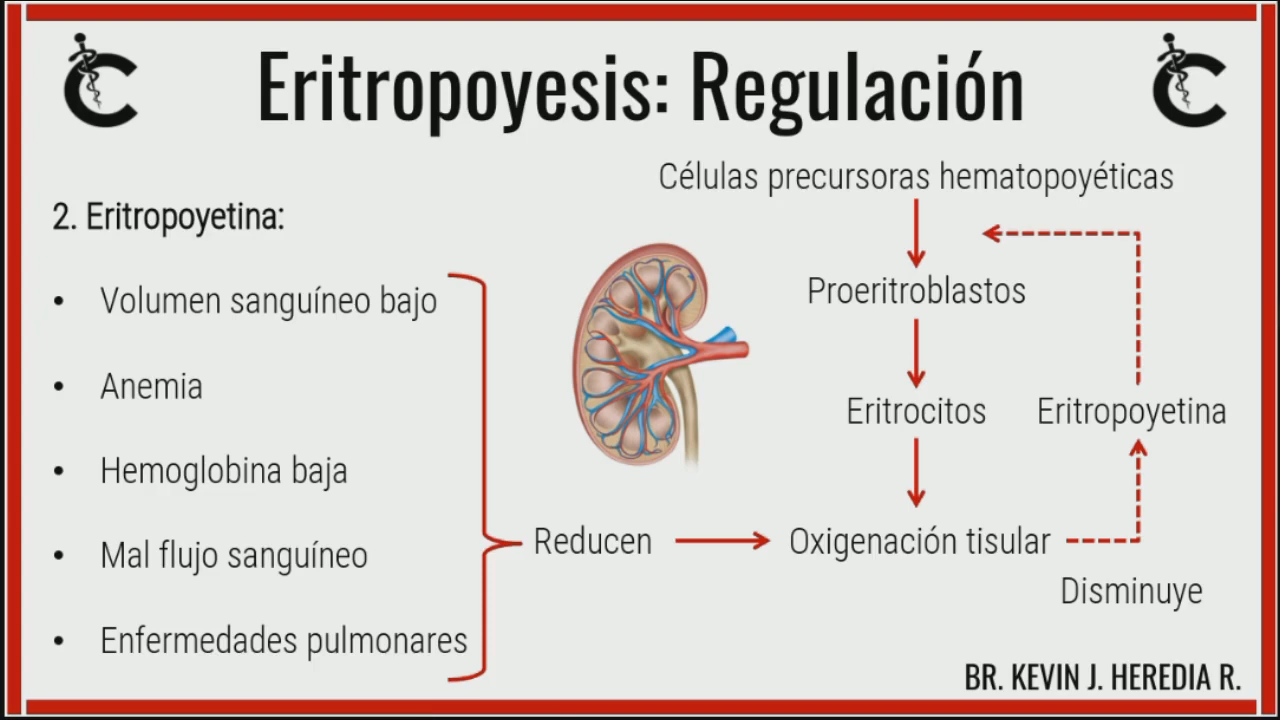 Eritropoyesis: Regulación
2. Eritropoyetina:
• Volumen sanguíneo bajo
• Anemia
• Hemoglobina baja
• Mal flujo sanguíneo
• Enfermedades pulmonares
Reducen
Células precursoras hematopoyéticas
Proeritroblastos
Eritrocitos
Eritropoyetina
Oxigenación tisular
Disminuye
BR. KEVIN J. HEREDIA R.